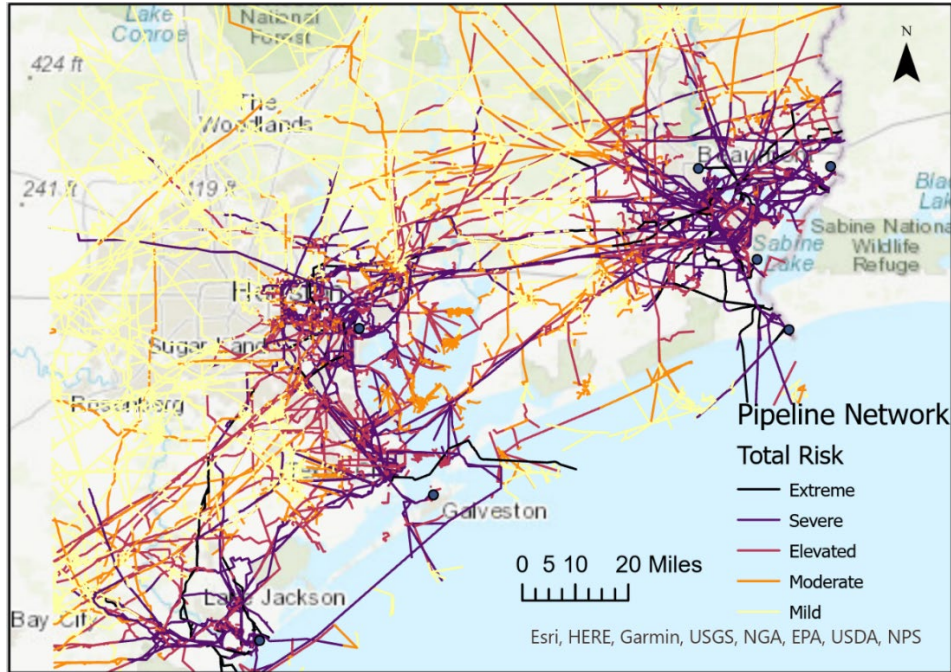 Lake
Conroe
National
Forest
N
424 ft
The
Woodlands
241 ft
119 ft
Sabine National
Wildlife
Refuge
Sabine
Lake
Sugar Land
Rosenberg
Pipeline Network
Total Risk
Extreme
Severe
Elevated
Moderate
Mild
Galveston
0 5 10 20 Miles
Lake Jackson
Bay City
Esri, HERE, Garmin, USGS, NGA, EPA, USDA, NPS